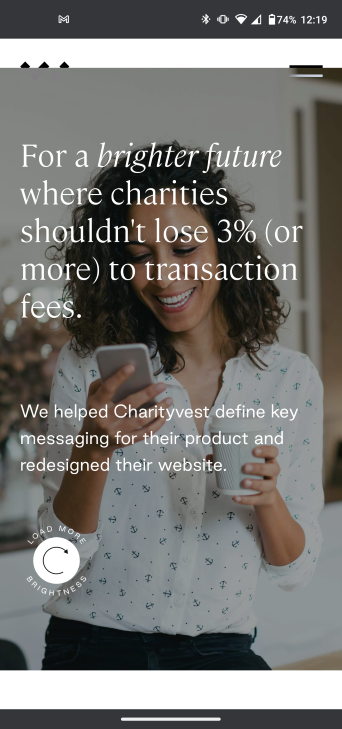 74% 12:19
For a brighter future
where charities
shouldn't lose 3% (or
more) to transaction
fees.
We helped Charityvest define key
messaging for their product and
redesigned their website.
LOAD MORE
BRIGHTNESS